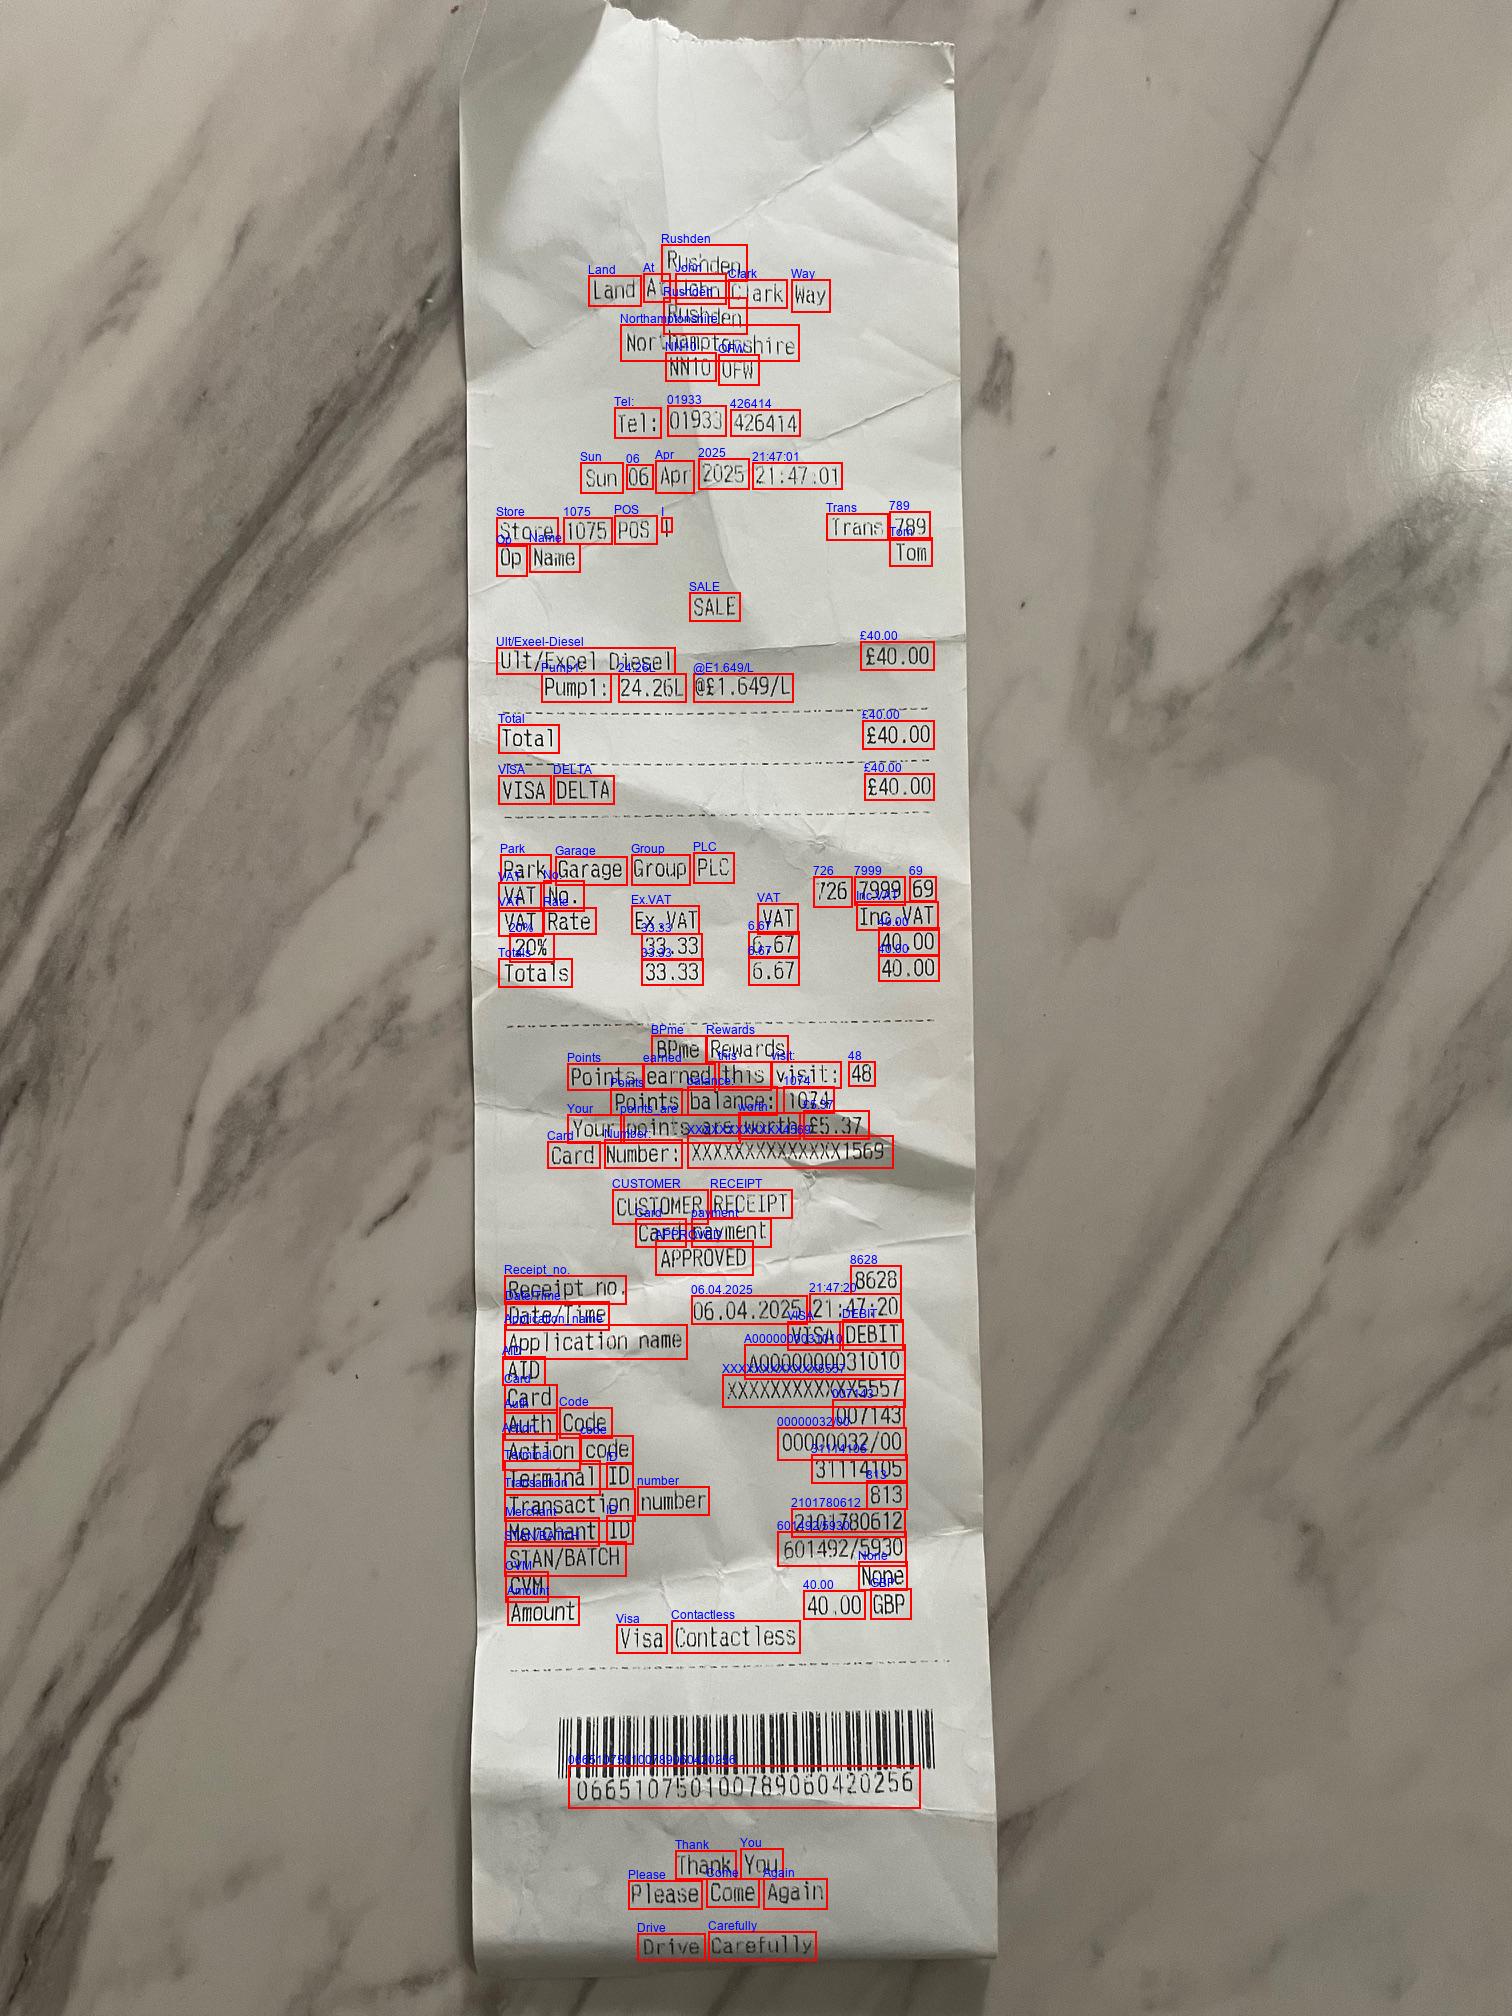 Rushden
Land At John Clark Way
Rushden
Northamptonshire
NN10 0FW
Tel: 01933 426414
Sun 06 Apr 2025 21:47:01
Store 1075 POS 1 Trans 789
Op Name Tom
SALE
Ult/Excel Diesel £40.00
Pump1: 24.26L @£1.649/L
Total £40.00
VISA DELTA £40.00
Park Garage Group PLC
VAT No. 726 7999 69
VAT Rate Ex.VAT VAT Inc.VAT
20% 33.33 6.67 40.00
Totals 33.33 6.67 40.00
BPme Rewards
Points earned this visit: 48
Points balance: 1074
Your points are worth £5.37
Card Number: XXXXXXXXXXXXXX1569
CUSTOMER RECEIPT
Card payment
APPROVED
Receipt no. 8628
Date/Time 06.04.2025 21:47:20
Application name VISA DEBIT
AID A0000000031010
Card XXXXXXXXXXXX5557
Auth Code 007143
Action code 00000032/00
Terminal ID 31114105
Transaction number 813
Merchant ID 2101780612
STAN/BATCH 601492/5930
CVM None
Amount 40.00 GBP
Visa Contactless
0665107501007890604202​56
Thank You
Please Come Again
Drive Carefully